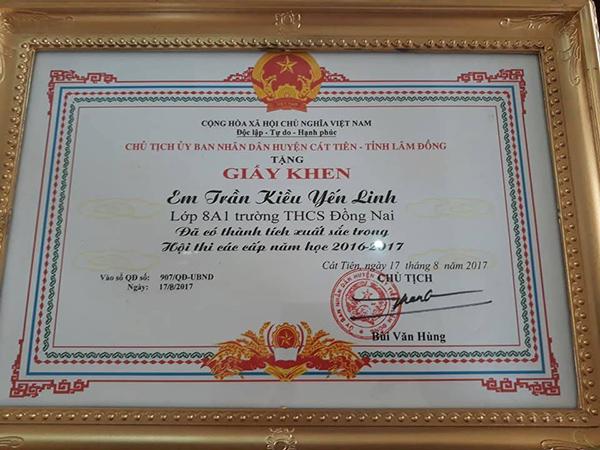 CỘNG HÒA XÃ HỘI CHỦ NGHĨA VIỆT NAM
Độc lập - Tự do - Hạnh phúc
CHỦ TỊCH ỦY BAN NHÂN DÂN HUYỆN CÁT TIÊN - TỈNH LÂM ĐỒNG
TẶNG
GIẤY KHEN
Em Trần Kiều Yến Linh
Lớp 8A1 trường THCS Đồng Nai
Đã có thành tích xuất sắc trong
Hội thi các cấp năm học 2016-2017
Cát Tiên, ngày 17 tháng 8 năm 2017
Vào sổ QĐ số: 907/QĐ-UBND
Ngày: 17/8/2017
CHỦ TỊCH
Bùi Văn Hùng